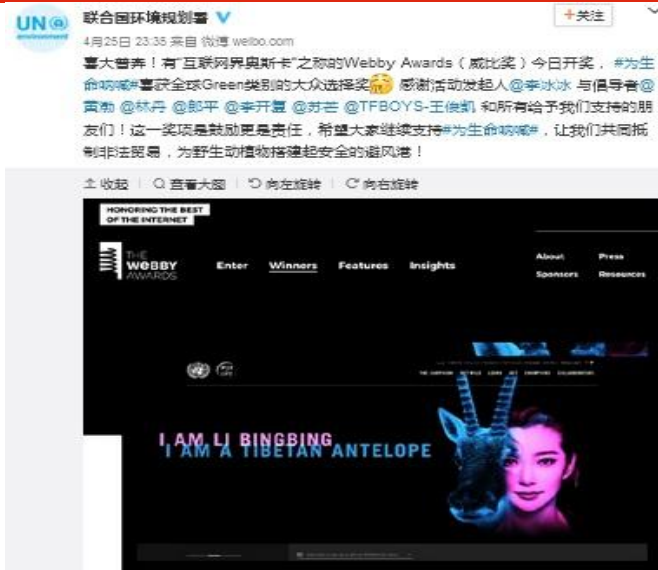 UN
environment
联合国环境规划署
+关注
4月25日 23:35 来自 微博 weibo.com
喜大普奔！有“互联网界奥斯卡”之称的Webby Awards（威比奖）今日开奖， #为生
命呐喊#喜获全球Green类别的大众选择奖 感谢活动发起人@李冰冰 与倡导者@
黄渤 @林丹 @郎平 @李开复 @苏芒 @TFBOYS-王俊凯 和所有给予我们支持的朋
友们！这一奖项是鼓励更是责任，希望大家继续支持#为生命呐喊#，让我们共同抵
制非法贸易，为野生动植物搭建起安全的避风港！
收起 查看大图 向左旋转 向右旋转
HONORING THE BEST
OF THE INTERNET
THE
WEBBY
AWARDS
Enter Winners Features Insights
About Press
Sponsors Resources
I AM LI BINGBING
I AM A TIBETAN ANTELOPE